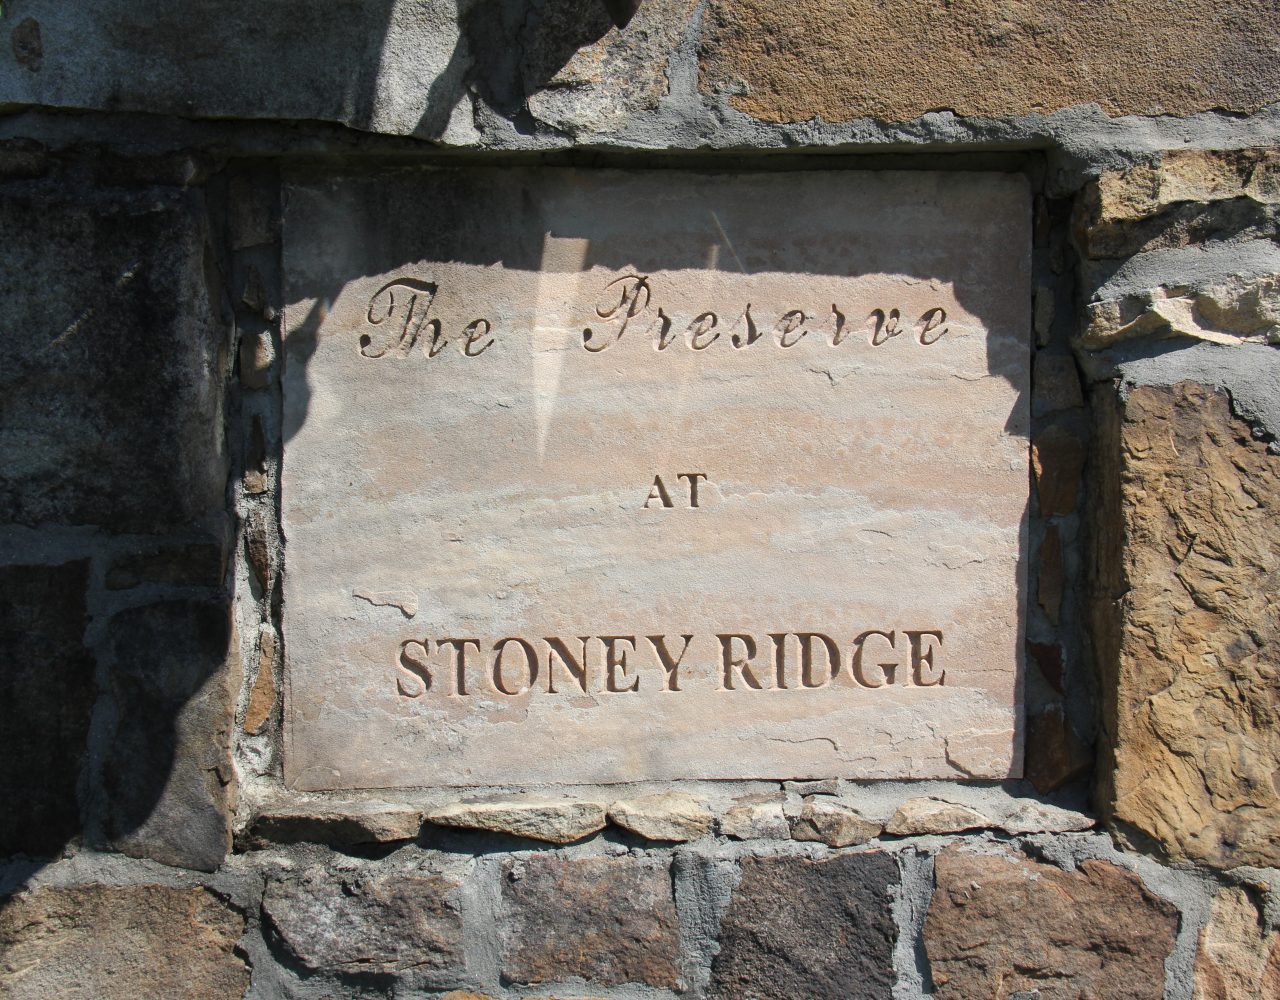 The Preserve
AT
STONEY RIDGE